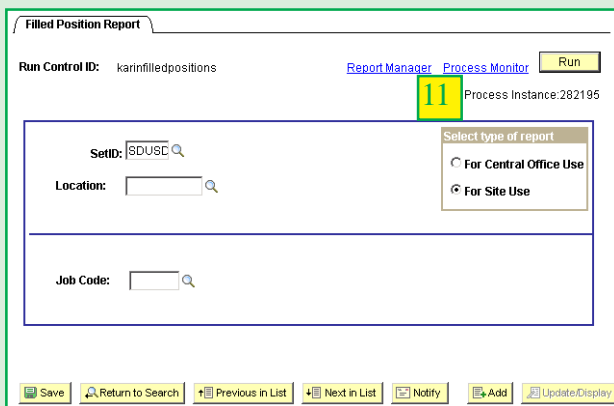 Filled Position Report
Run Control ID: karinfilledpositions Report Manager Process Monitor Run
11 Process Instance:282195
Select type of report
SetID: SDUSD
For Central Office Use
Location:
For Site Use
Job Code:
Save Return to Search Previous in List Next in List Notify Add Update/Display